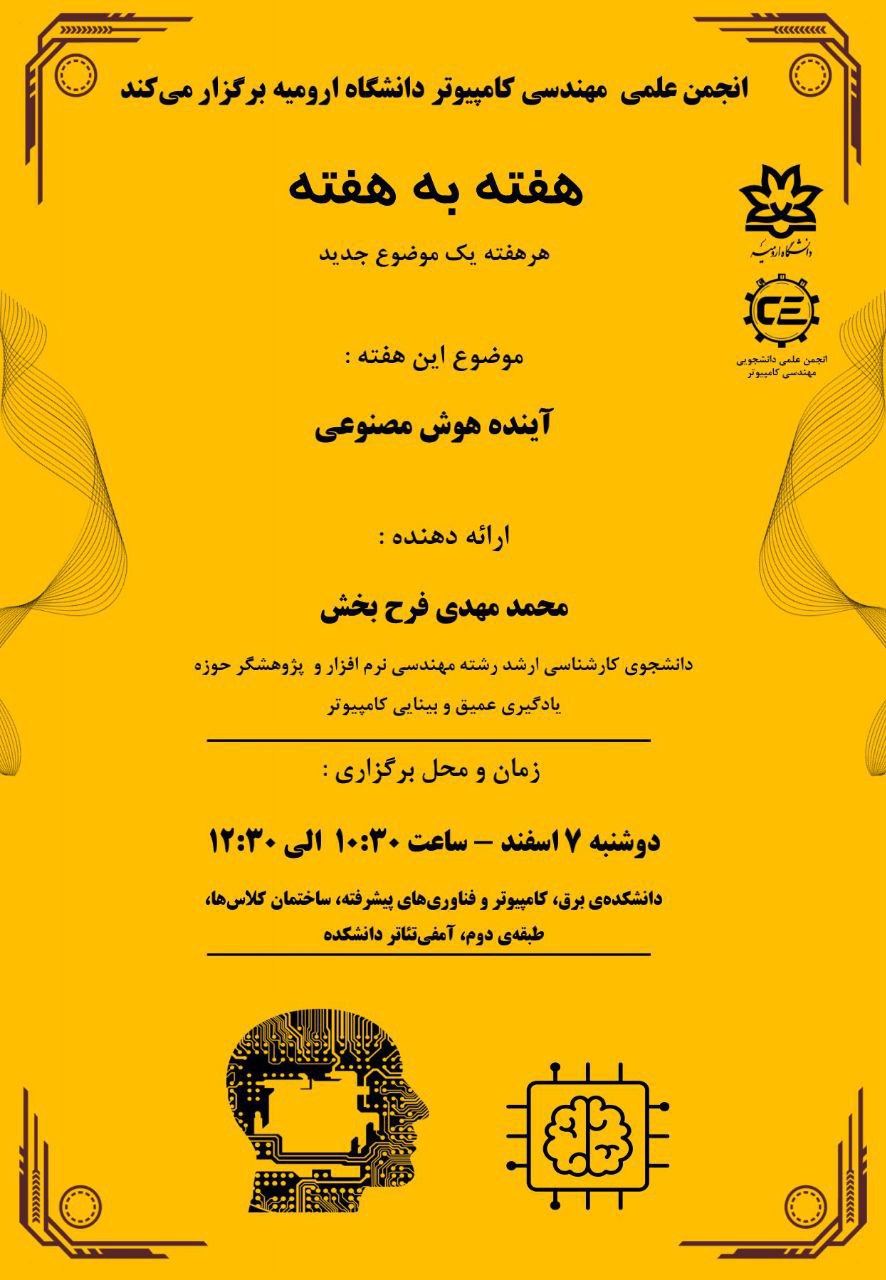 انجمن علمی مهندسی کامپیوتر دانشگاه ارومیه برگزار می‌کند
هفته به هفته
هرهفته یک موضوع جدید
دانشگاه ارومیه
CE
انجمن علمی دانشجویی
مهندسی کامپیوتر
موضوع این هفته :
آینده هوش مصنوعی
ارائه دهنده :
محمد مهدی فرح بخش
دانشجوی کارشناسی ارشد رشته مهندسی نرم افزار و پژوهشگر حوزه
یادگیری عمیق و بینایی کامپیوتر
زمان و محل برگزاری :
دوشنبه ۷ اسفند – ساعت ۱۰:۳۰ الی ۱۲:۳۰
دانشکده‌ی برق، کامپیوتر و فناوری‌های پیشرفته، ساختمان کلاس‌ها،
طبقه‌ی دوم، آمفی‌تئاتر دانشکده